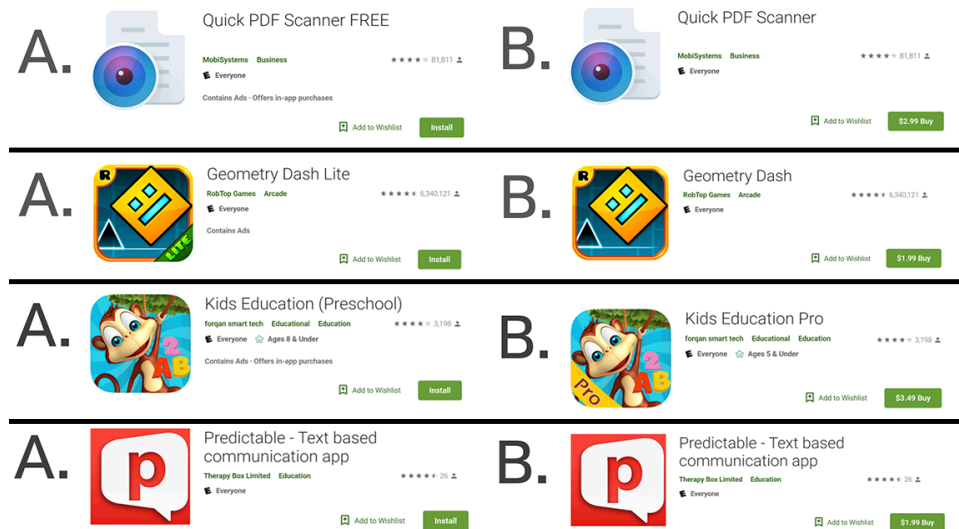 A.
Quick PDF Scanner FREE
MobiSystems Business
81,811
Everyone
Contains Ads · Offers in-app purchases
Add to Wishlist
Install
B.
Quick PDF Scanner
MobiSystems Business
81,811
Everyone
Add to Wishlist
$2.99 Buy
A.
R
LITE
Geometry Dash Lite
RobTop Games Arcade
6,340,121
Everyone
Contains Ads
Add to Wishlist
Install
B.
R
Geometry Dash
RobTop Games Arcade
6,340,121
Everyone
Add to Wishlist
$1.99 Buy
A.
2
AB
Kids Education (Preschool)
forqan smart tech Educational Education
3,198
Everyone Ages 8 & Under
Contains Ads · Offers in-app purchases
Add to Wishlist
Install
B.
2
AB
Pro
Kids Education Pro
forqan smart tech Educational Education
3,198
Everyone Ages 5 & Under
Add to Wishlist
$3.49 Buy
A.
p
Predictable - Text based
communication app
Therapy Box Limited Education
26
Everyone
Add to Wishlist
Install
B.
p
Predictable - Text based
communication app
Therapy Box Limited Education
26
Everyone
Add to Wishlist
$1.99 Buy